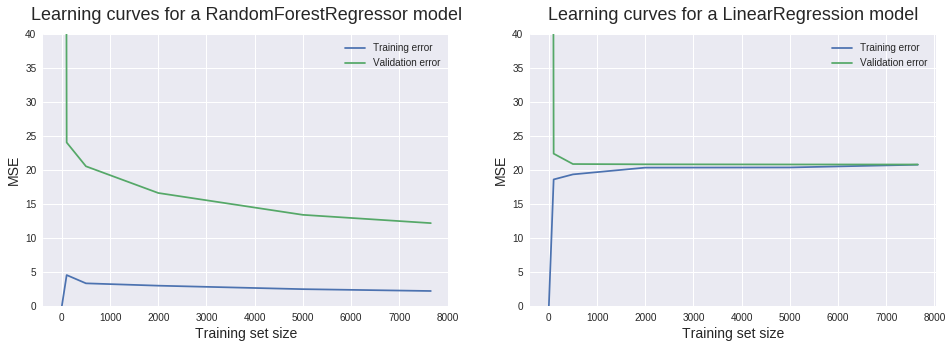 Learning curves for a RandomForestRegressor model
40
35
30
25
20
15
10
5
0
MSE
Training error
Validation error
0 1000 2000 3000 4000 5000 6000 7000 8000
Training set size
Learning curves for a LinearRegression model
40
35
30
25
20
15
10
5
0
MSE
Training error
Validation error
0 1000 2000 3000 4000 5000 6000 7000 8000
Training set size